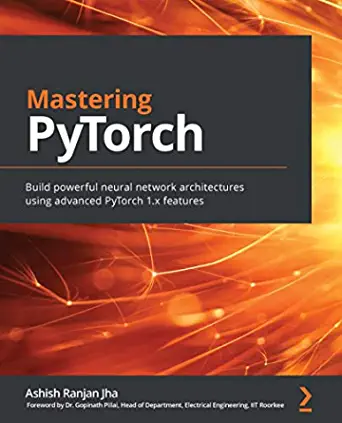 Mastering
PyTorch
Build powerful neural network architectures
using advanced PyTorch 1.x features
Ashish Ranjan Jha
Foreword by Dr. Gopinath Pillai, Head of Department, Electrical Engineering, IIT Roorkee